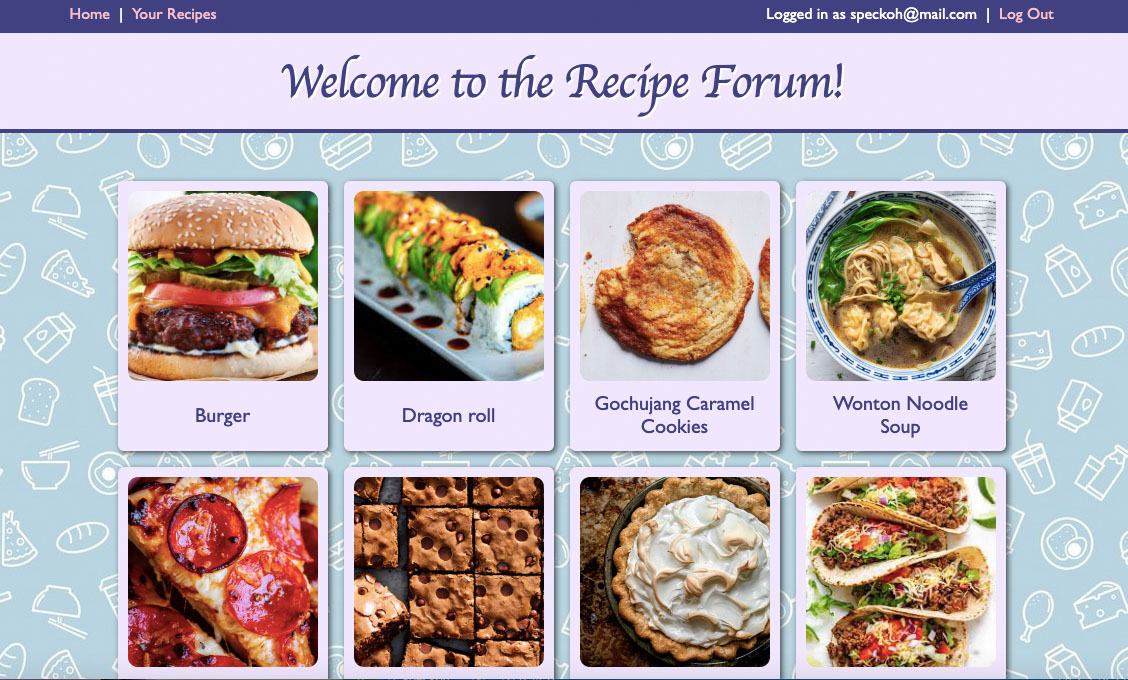 Home | Your Recipes
Logged in as speckoh@mail.com | Log Out
Welcome to the Recipe Forum!
Burger
Dragon roll
Gochujang Caramel
Cookies
Wonton Noodle
Soup